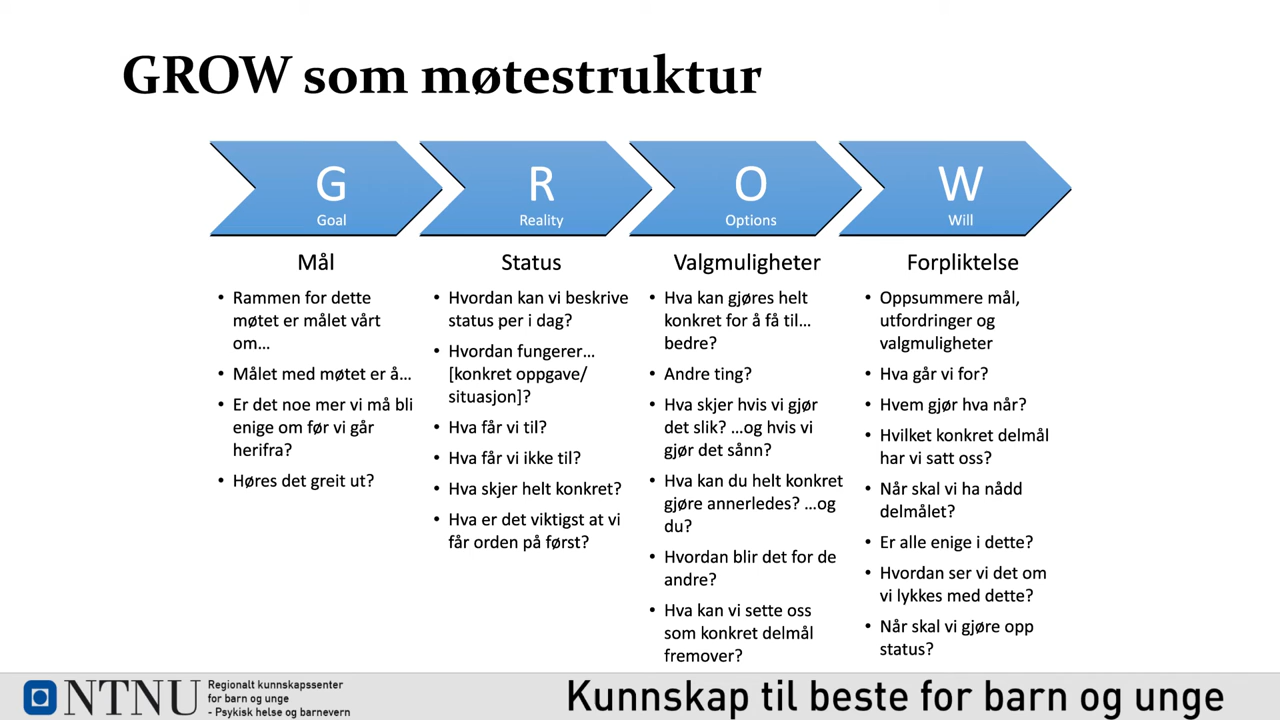 GROW som møtestruktur
G
Goal
R
Reality
O
Options
W
Will
Mål
• Rammen for dette
møtet er målet vårt
om...
• Målet med møtet er å...
• Er det noe mer vi må bli
enige om før vi går
herifra?
• Høres det greit ut?
Status
• Hvordan kan vi beskrive
status per i dag?
• Hvordan fungerer...
[konkret oppgave/
situasjon]?
• Hva får vi til?
• Hva får vi ikke til?
• Hva skjer helt konkret?
• Hva er det viktigst at vi
får orden på først?
Valgmuligheter
• Hva kan gjøres helt
konkret for å få til...
bedre?
• Andre ting?
• Hva skjer hvis vi gjør
det slik? ...og hvis vi
gjør det sånn?
• Hva kan du helt konkret
gjøre annerledes? ...og
du?
• Hvordan blir det for de
andre?
• Hva kan vi sette oss
som konkret delmål
fremover?
Forpliktelse
• Oppsummere mål,
utfordringer og
valgmuligheter
• Hva går vi for?
• Hvem gjør hva når?
• Hvilket konkret delmål
har vi satt oss?
• Når skal vi ha nådd
delmålet?
• Er alle enige i dette?
• Hvordan ser vi det om
vi lykkes med dette?
• Når skal vi gjøre opp
status?
NTNU
Regionalt kunnskapssenter
for barn og unge
- Psykisk helse og barnevern
Kunnskap til beste for barn og unge